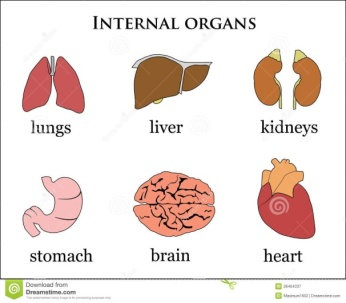 INTERNAL ORGANS
lungs
liver
kidneys
stomach
brain
heart
Download from
Dreamstime.com